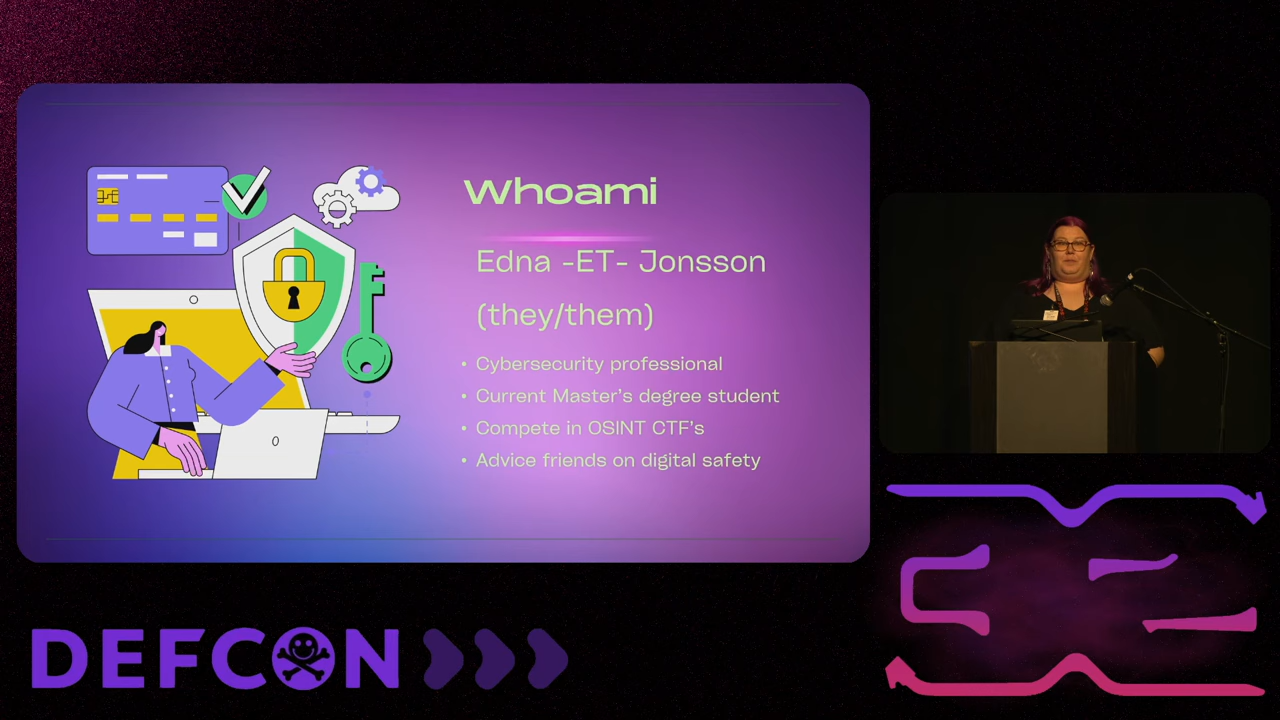 Whoami
Edna -ET- Jonsson
(they/them)
• Cybersecurity professional
• Current Master's degree student
• Compete in OSINT CTF's
• Advice friends on digital safety
DEFCON